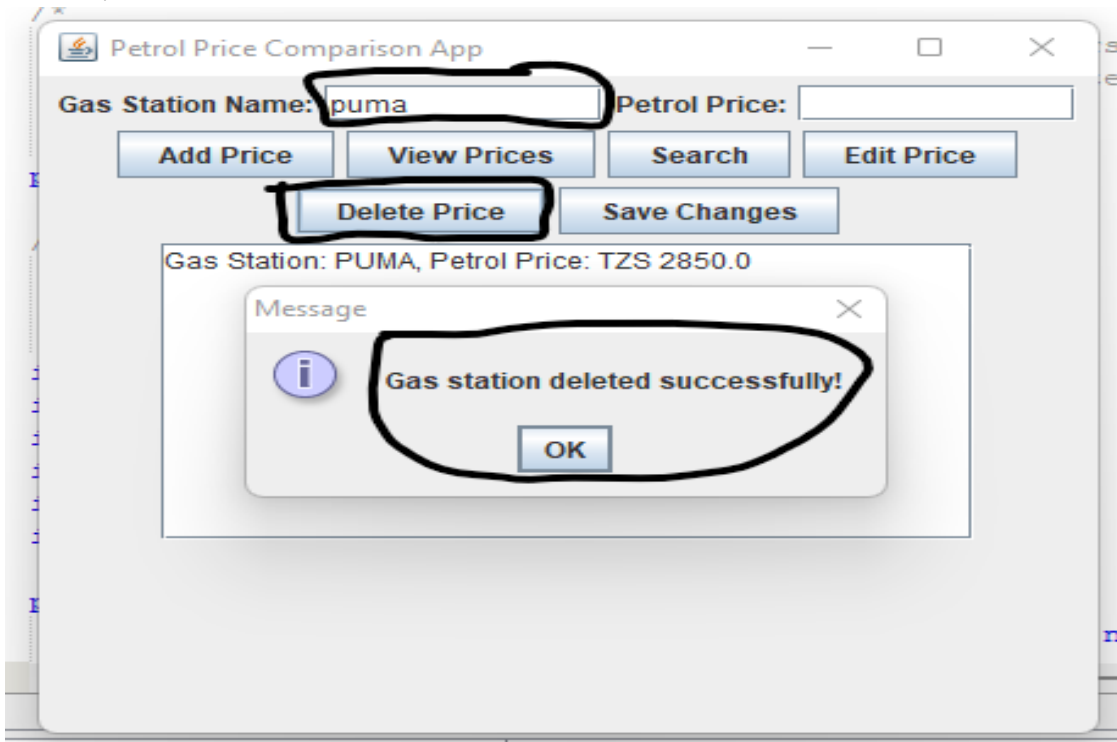 /*
Petrol Price Comparison App
Gas Station Name: puma Petrol Price:
Add Price View Prices Search Edit Price
Delete Price Save Changes
Gas Station: PUMA, Petrol Price: TZS 2850.0
Message
i Gas station deleted successfully!
OK